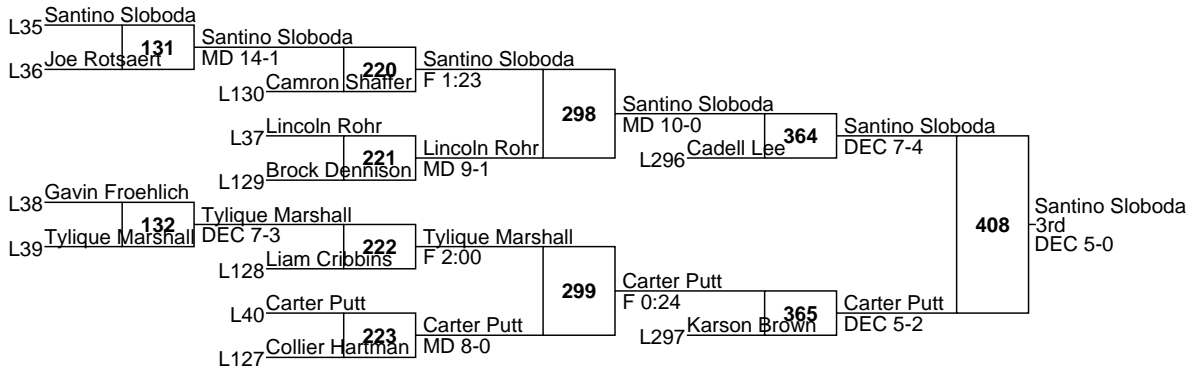 L35 Santino Sloboda
131
L36 Joe Rotsaert
Santino Sloboda
MD 14-1
220
L130 Camron Shaffer
Santino Sloboda
F 1:23
L37 Lincoln Rohr
221
L129 Brock Dennison
Lincoln Rohr
MD 9-1
298
Santino Sloboda
MD 10-0
364
L296 Cadell Lee
Santino Sloboda
DEC 7-4
L38 Gavin Froehlich
132
L39 Tylique Marshall
Tylique Marshall
DEC 7-3
222
L128 Liam Cribbins
Tylique Marshall
F 2:00
L40 Carter Putt
223
L127 Collier Hartman
Carter Putt
MD 8-0
299
Carter Putt
F 0:24
365
L297 Karson Brown
Carter Putt
DEC 5-2
408
Santino Sloboda
3rd
DEC 5-0